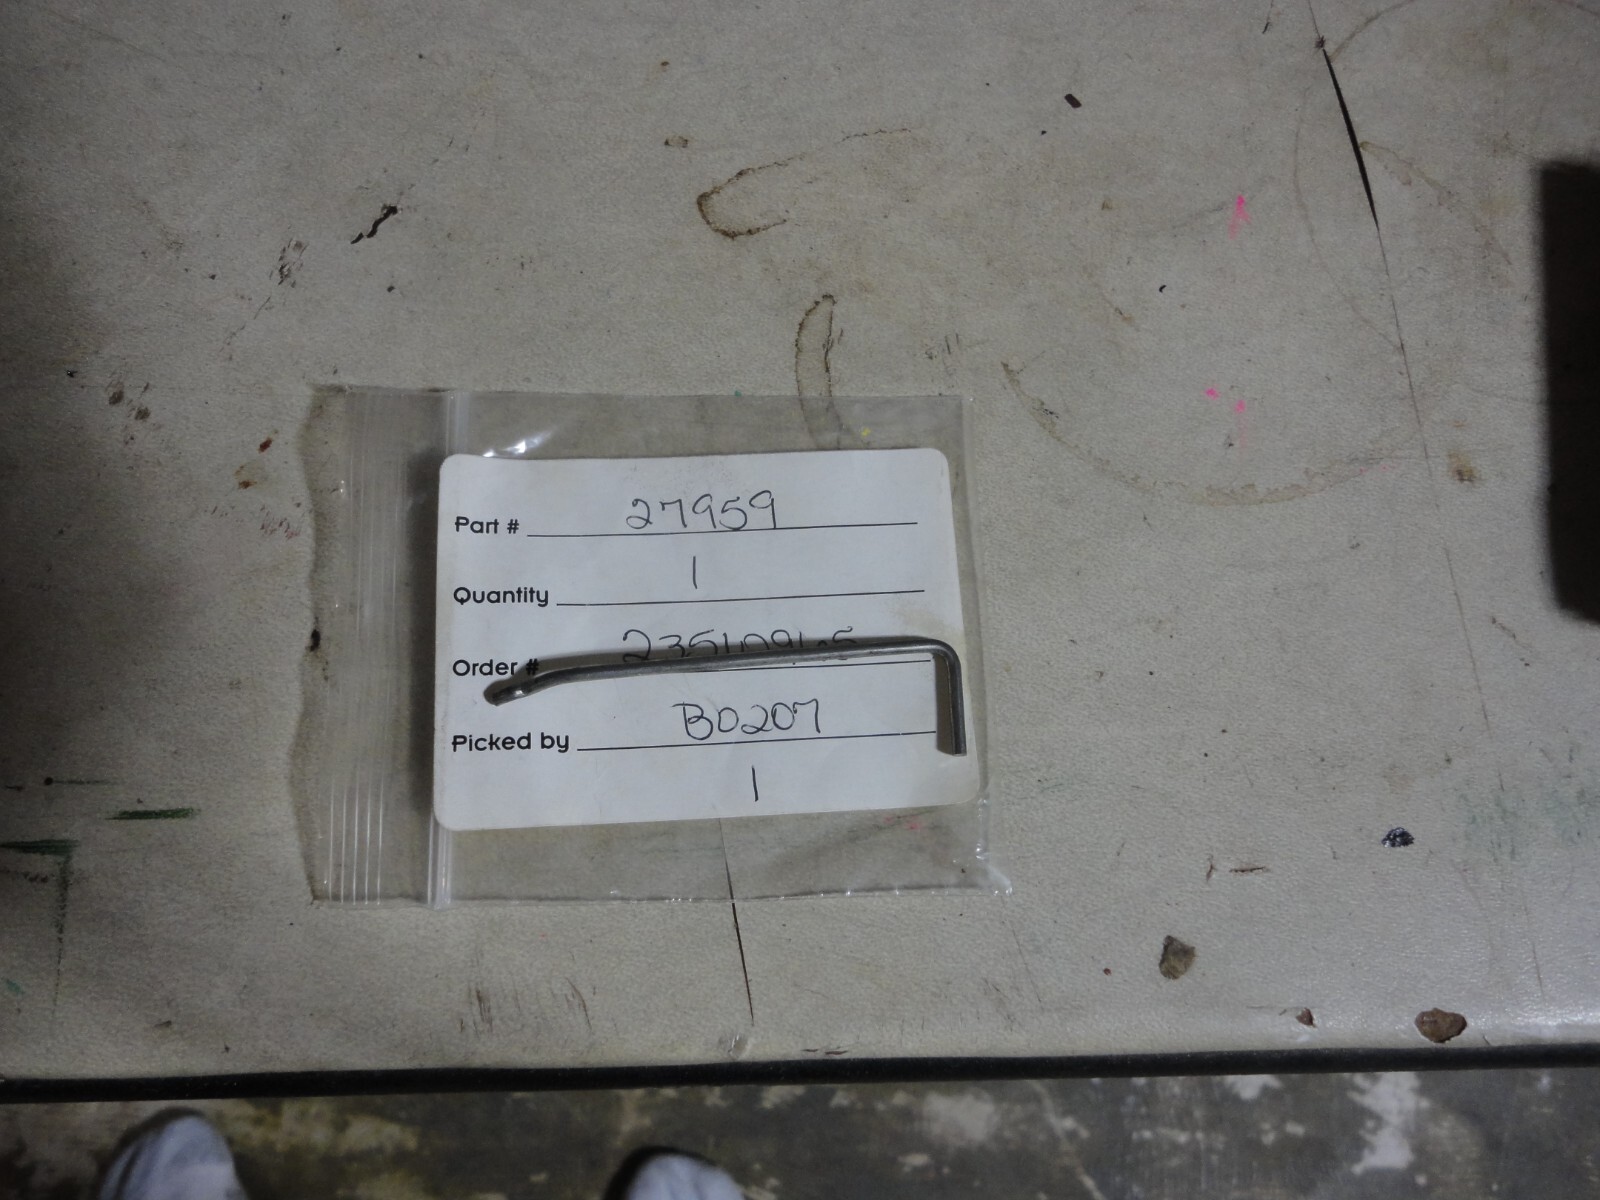 Part # 27959
Quantity 1
Order #
Picked by B0207
1